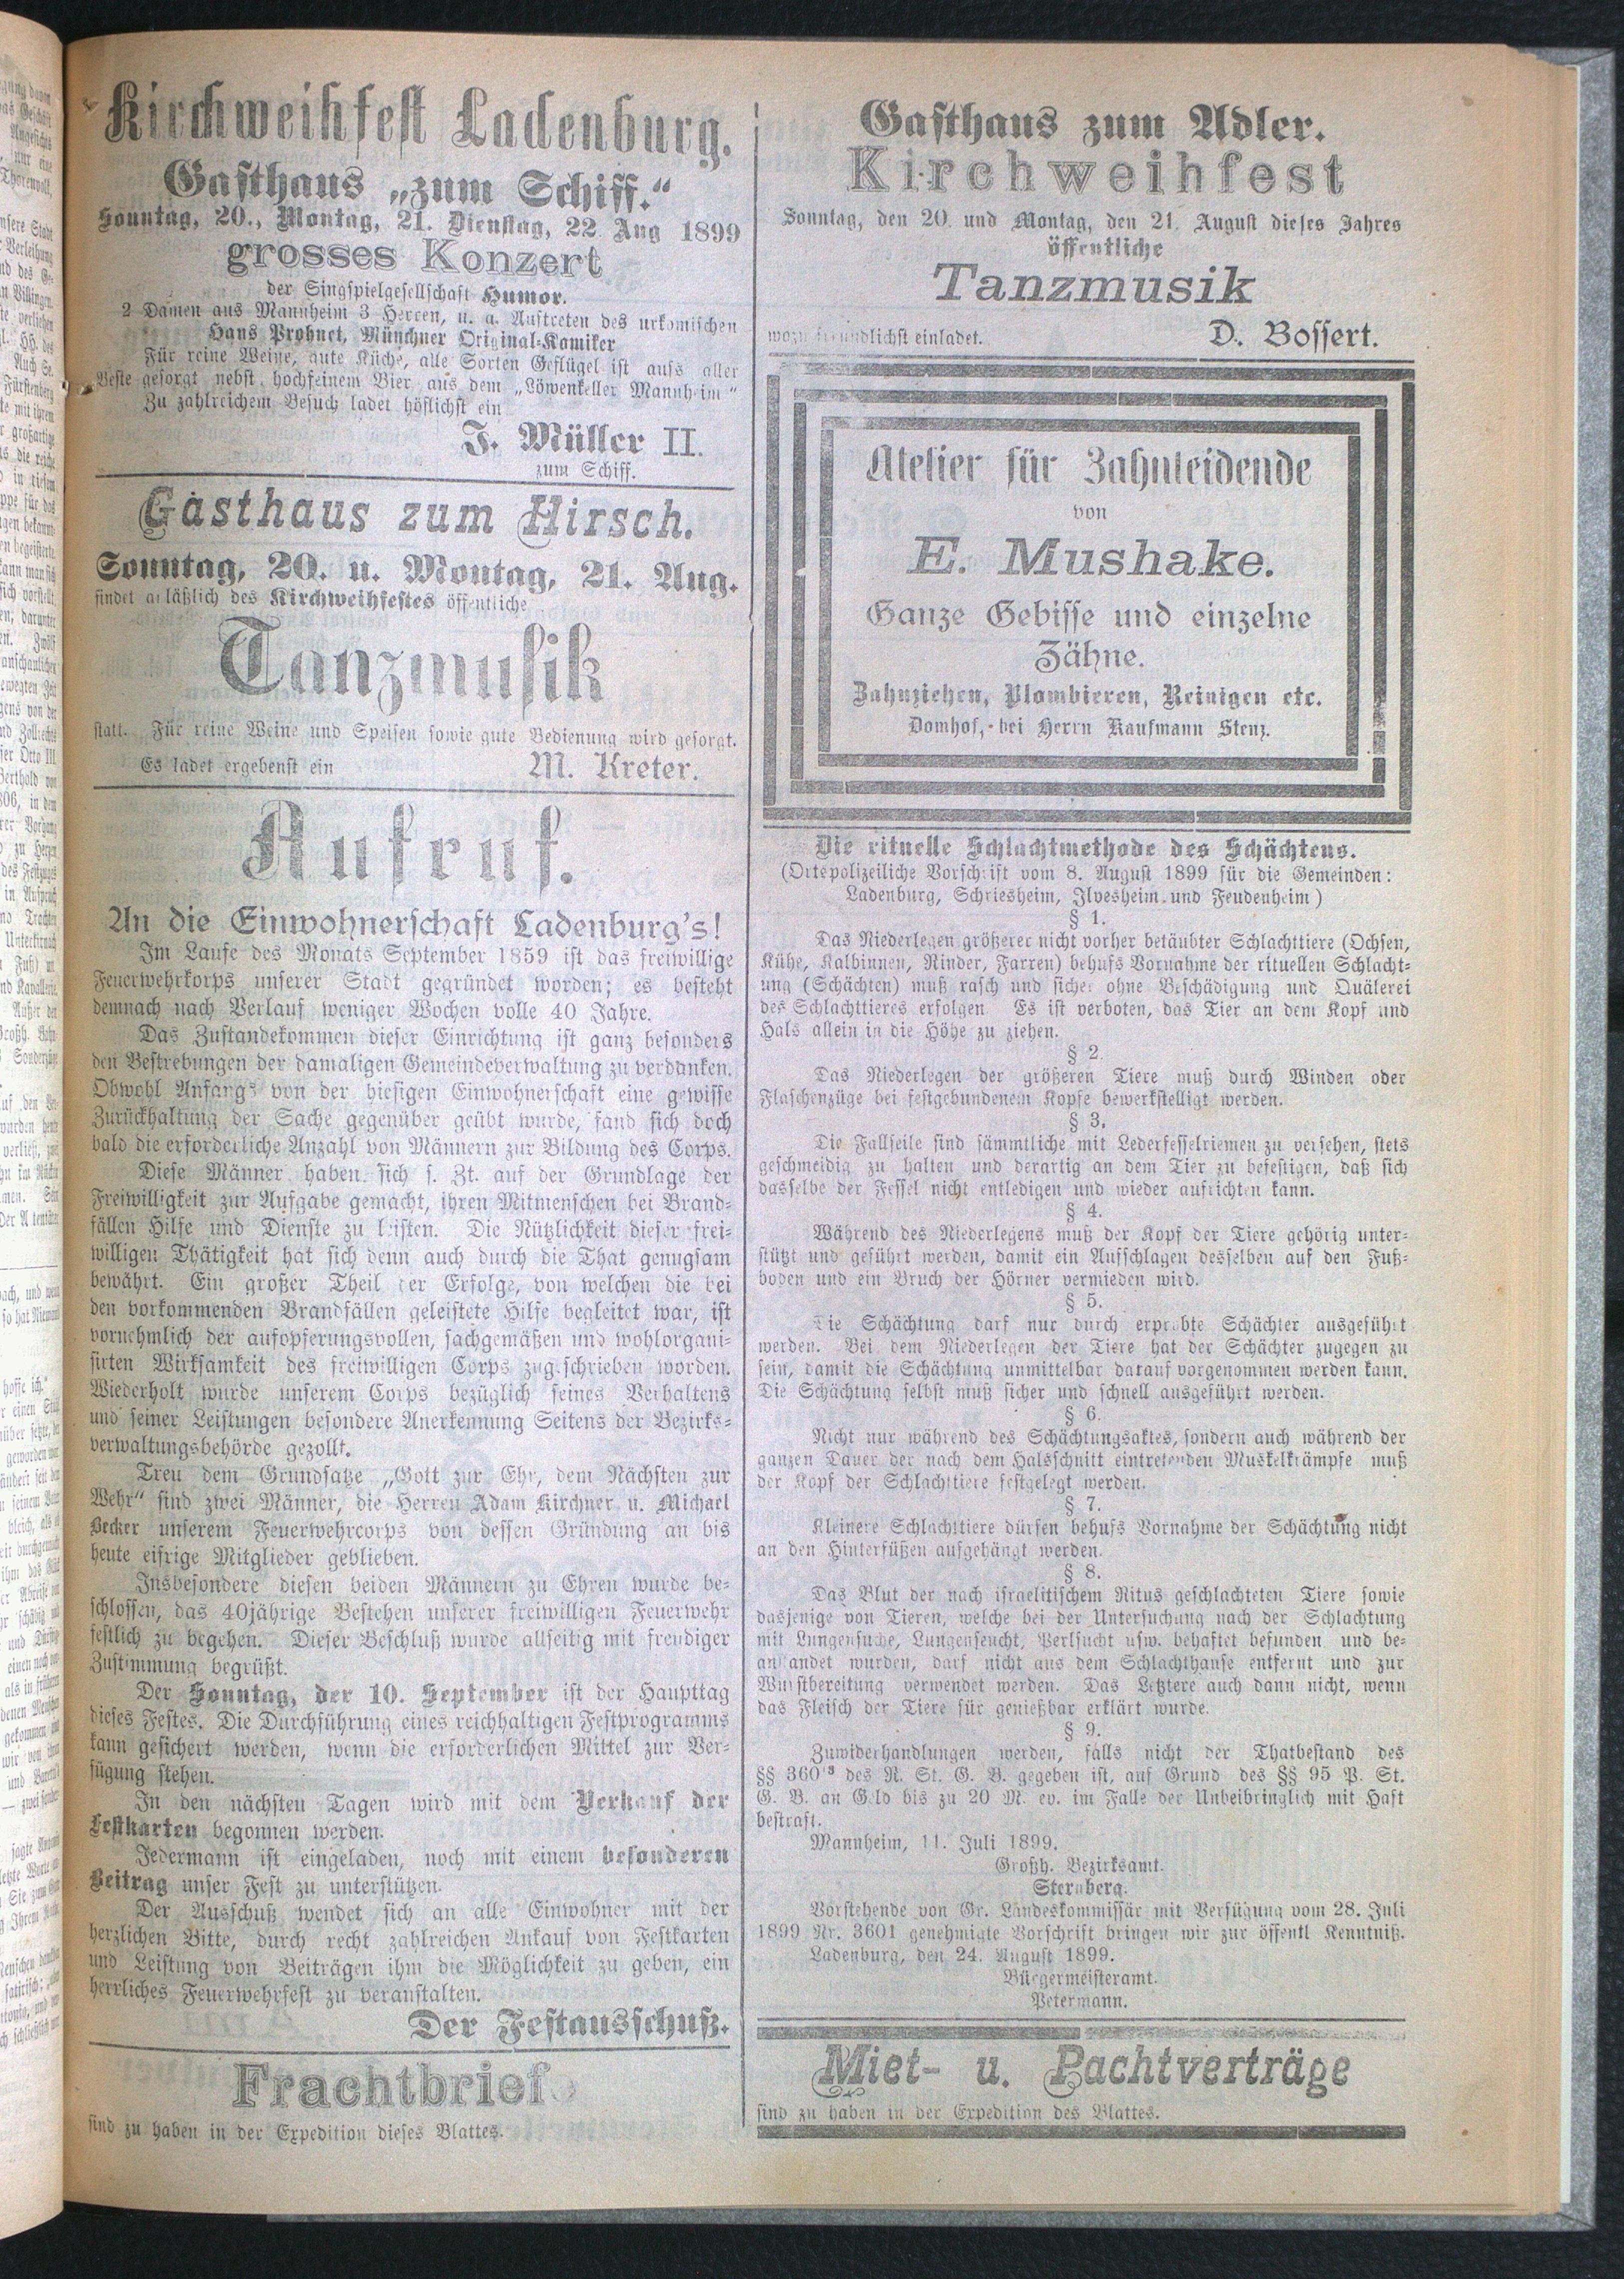 Kirchweihfest Ladenburg.
Gasthaus „zum Schiff.“
Sonntag, 20., Montag, 21. Dienstag, 22. Aug 1899
grosses Konzert
der Singspielgesellschaft Humor.
2 Damen aus Mannheim 3 Herren, u. a. Auftreten des urkomischen
Hans Prohnet, Münchner Original-Komiker
Für reine Weine, gute Küche, alle Sorten Geflügel ist aufs aller
Beste gesorgt nebst hochfeinem Bier aus dem „Löwenkeller Mannheim“
Zu zahlreichem Besuch ladet höflichst ein
J. Müller II.
zum Schiff.
Gasthaus zum Hirsch.
Sonntag, 20. u. Montag, 21. Aug.
findet anläßlich des Kirchweihfestes öffentliche
Tanzmusik
statt. Für reine Weine und Speisen sowie gute Bedienung wird gesorgt.
Es ladet ergebenst ein M. Kreter.
Aufruf.
An die Einwohnerschaft Ladenburg's!
Im Laufe des Monats September 1859 ist das freiwillige
Feuerwehrkorps unserer Stadt gegründet worden; es besteht
demnach nach Verlauf weniger Wochen volle 40 Jahre.
Das Zustandekommen dieser Einrichtung ist ganz besonders
den Bestrebungen der damaligen Gemeindeverwaltung zu verdanken.
Obwohl Anfangs von der hiesigen Einwohnerschaft eine gewisse
Zurückhaltung der Sache gegenüber geübt wurde, fand sich doch
bald die erforderliche Anzahl von Männern zur Bildung des Corps.
Diese Männer haben sich s. Zt. auf der Grundlage der
Freiwilligkeit zur Aufgabe gemacht, ihren Mitmenschen bei Brand-
fällen Hilfe und Dienste zu leisten. Die Nützlichkeit dieser frei-
willigen Thätigkeit hat sich denn auch durch die That genugsam
bewährt. Ein großer Theil der Erfolge, von welchen die bei
den vorkommenden Brandfällen geleistete Hilfe begleitet war, ist
vornehmlich der aufopferungsvollen, sachgemäßen und wohlorgani-
sirten Wirksamkeit des freiwilligen Corps zugeschrieben worden.
Wiederholt wurde unserem Corps bezüglich seines Verhaltens
und seiner Leistungen besondere Anerkennung Seitens der Bezirks-
verwaltungsbehörde gezollt.
Treu dem Grundsatze „Gott zur Ehr, dem Nächsten zur
Wehr“ sind zwei Männer, die Herren Adam Kirchner u. Michael
Becker unserem Feuerwehrcorps von dessen Gründung an bis
heute eifrige Mitglieder geblieben.
Insbesondere diesen beiden Männern zu Ehren wurde be-
schlossen, das 40jährige Bestehen unserer freiwilligen Feuerwehr
festlich zu begehen. Dieser Beschluß wurde allseitig mit freudiger
Zustimmung begrüßt.
Der Sonntag, der 10. September ist der Haupttag
dieses Festes. Die Durchführung eines reichhaltigen Festprogramms
kann gesichert werden, wenn die erforderlichen Mittel zur Ver-
fügung stehen.
In den nächsten Tagen wird mit dem Verkauf der
Festkarten begonnen werden.
Jedermann ist eingeladen, noch mit einem besonderen
Beitrag unser Fest zu unterstützen.
Der Ausschuß wendet sich an alle Einwohner mit der
herzlichen Bitte, durch recht zahlreichen Ankauf von Festkarten
und Leistung von Beiträgen ihm die Möglichkeit zu geben, ein
herrliches Feuerwehrfest zu veranstalten.
Der Festausschuß.
Frachtbriefe
sind zu haben in der Expedition dieses Blattes.
Gasthaus zum Adler.
Kirchweihfest
Sonntag, den 20. und Montag, den 21. August dieses Jahres
öffentliche
Tanzmusik
wozu freundlichst einladet. D. Bossert.
Atelier für Zahnleidende
von
E. Mushake.
Ganze Gebisse und einzelne
Zähne.
Zahnziehen, Plombieren, Reinigen etc.
Domhof, bei Herrn Kaufmann Stenz.
Die rituelle Schlachtmethode des Schächtens.
(Ortspolizeiliche Vorschrift vom 8. August 1899 für die Gemeinden:
Ladenburg, Schriesheim, Ilvesheim und Feudenheim)
§ 1.
Das Niederlegen größerer nicht vorher betäubter Schlachttiere (Ochsen,
Kühe, Kalbinnen, Rinder, Farren) behufs Vornahme der rituellen Schlacht-
ung (Schächten) muß rasch und sicher ohne Beschädigung und Quälerei
des Schlachttieres erfolgen Es ist verboten, das Tier an dem Kopf und
Hals allein in die Höhe zu ziehen.
§ 2.
Das Niederlegen der größeren Tiere muß durch Winden oder
Flaschenzüge bei festgebundenem Kopfe bewerkstelligt werden.
§ 3.
Die Fallseile sind sämmtliche mit Lederfesselriemen zu versehen, stets
geschmeidig zu halten und derartig an dem Tier zu befestigen, daß sich
dasselbe der Fessel nicht entledigen und wieder aufrichten kann.
§ 4.
Während des Niederlegens muß der Kopf der Tiere gehörig unter-
stützt und geführt werden, damit ein Aufschlagen desselben auf den Fuß-
boden und ein Bruch der Hörner vermieden wird.
§ 5.
Die Schächtung darf nur durch erprobte Schächter ausgeführt
werden. Bei dem Niederlegen der Tiere hat der Schächter zugegen zu
sein, damit die Schächtung unmittelbar darauf vorgenommen werden kann.
Die Schächtung selbst muß sicher und schnell ausgeführt werden.
§ 6.
Nicht nur während des Schächtungsaktes, sondern auch während der
ganzen Dauer der nach dem Halsschnitt eintretenden Muskelkrämpfe muß
der Kopf der Schlachttiere festgelegt werden.
§ 7.
Kleinere Schlachttiere dürfen behufs Vornahme der Schächtung nicht
an den Hinterfüßen aufgehängt werden.
§ 8.
Das Blut der nach israelitischem Ritus geschlachteten Tiere sowie
dasjenige von Tieren, welche bei der Untersuchung nach der Schlachtung
mit Lungensuche, Lungenseucht, Perlsucht usw. behaftet befunden und be-
anstandet wurden, darf nicht aus dem Schlachthause entfernt und zur
Wurstbereitung verwendet werden. Das Letztere auch dann nicht, wenn
das Fleisch der Tiere für genießbar erklärt wurde.
§ 9.
Zuwiderhandlungen werden, falls nicht der Thatbestand des
§§ 360¹³ des R. St. G. B. gegeben ist, auf Grund des §§ 95 P. St.
G. B. an Geld bis zu 20 M. ev. im Falle der Unbeibringlich mit Haft
bestraft.
Mannheim, 11. Juli 1899.
Großh. Bezirksamt.
Sternberg.
Vorstehende von Gr. Landeskommissär mit Verfügung vom 28. Juli
1899 Nr. 3601 genehmigte Vorschrift bringen wir zur öffentl Kenntniß.
Ladenburg, den 24. August 1899.
Bürgermeisteramt.
Petermann.
Miet- u. Pachtverträge
sind zu haben in der Expedition des Blattes.